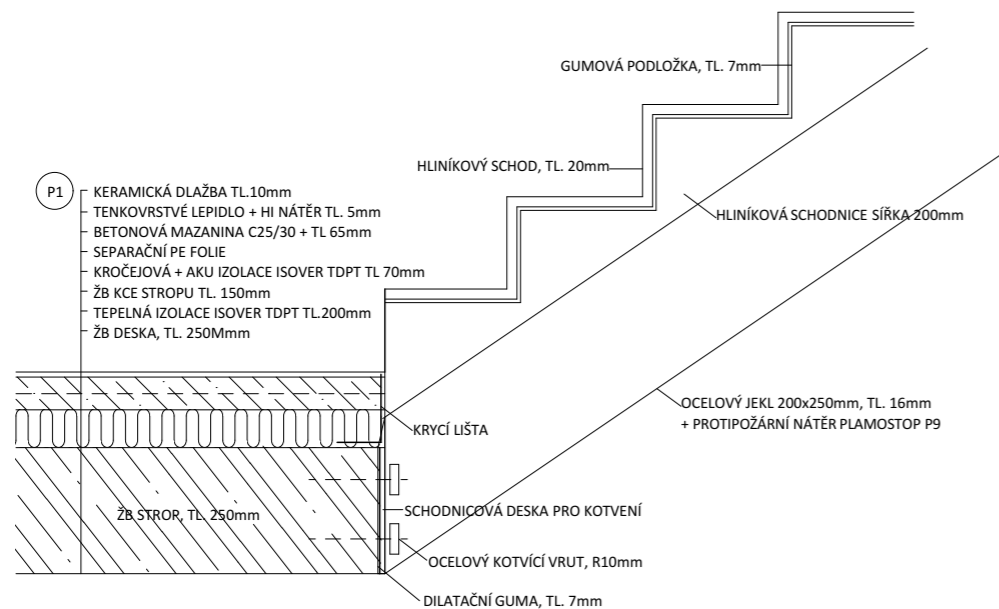 GUMOVÁ PODLOŽKA, TL. 7mm
HLINÍKOVÝ SCHOD, TL. 20mm
P1
KERAMICKÁ DLAŽBA TL.10mm
TENKOVRSTVÉ LEPIDLO + HI NÁTĚR TL. 5mm
BETONOVÁ MAZANINA C25/30 + TL 65mm
SEPARAČNÍ PE FOLIE
KROČEJOVÁ + AKU IZOLACE ISOVER TDPT TL 70mm
ŽB KCE STROPU TL. 150mm
TEPELNÁ IZOLACE ISOVER TDPT TL.200mm
ŽB DESKA, TL. 250Mmm
HLINÍKOVÁ SCHODNICE SÍŘKA 200mm
OCELOVÝ JEKL 200x250mm, TL. 16mm
+ PROTIPOŽÁRNÍ NÁTĚR PLAMOSTOP P9
KRYCÍ LIŠTA
SCHODNICOVÁ DESKA PRO KOTVENÍ
ŽB STROP, TL. 250mm
OCELOVÝ KOTVÍCÍ VRUT, R10mm
DILATAČNÍ GUMA, TL. 7mm